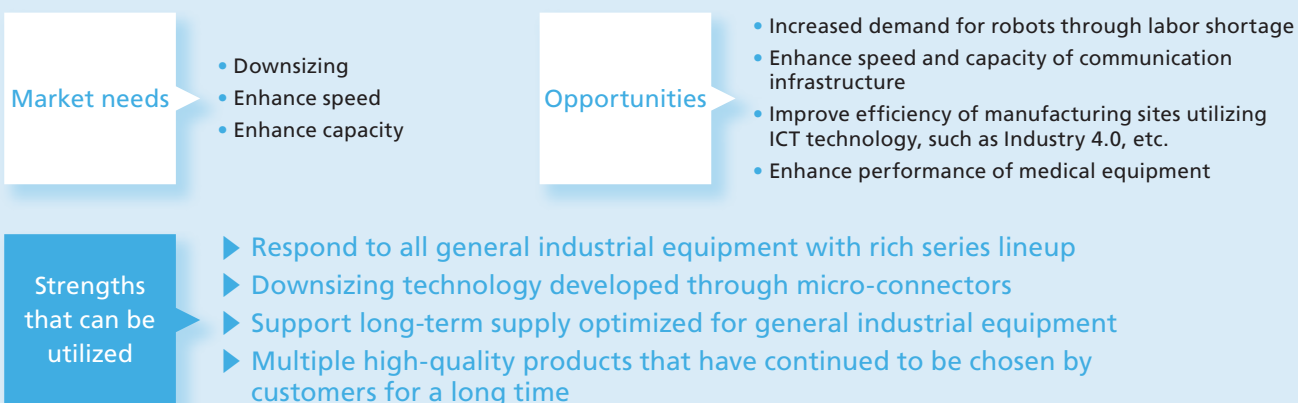 Market needs
• Downsizing
• Enhance speed
• Enhance capacity
Opportunities
• Increased demand for robots through labor shortage
• Enhance speed and capacity of communication
infrastructure
• Improve efficiency of manufacturing sites utilizing
ICT technology, such as Industry 4.0, etc.
• Enhance performance of medical equipment
Strengths
that can be
utilized
▶ Respond to all general industrial equipment with rich series lineup
▶ Downsizing technology developed through micro-connectors
▶ Support long-term supply optimized for general industrial equipment
▶ Multiple high-quality products that have continued to be chosen by
customers for a long time